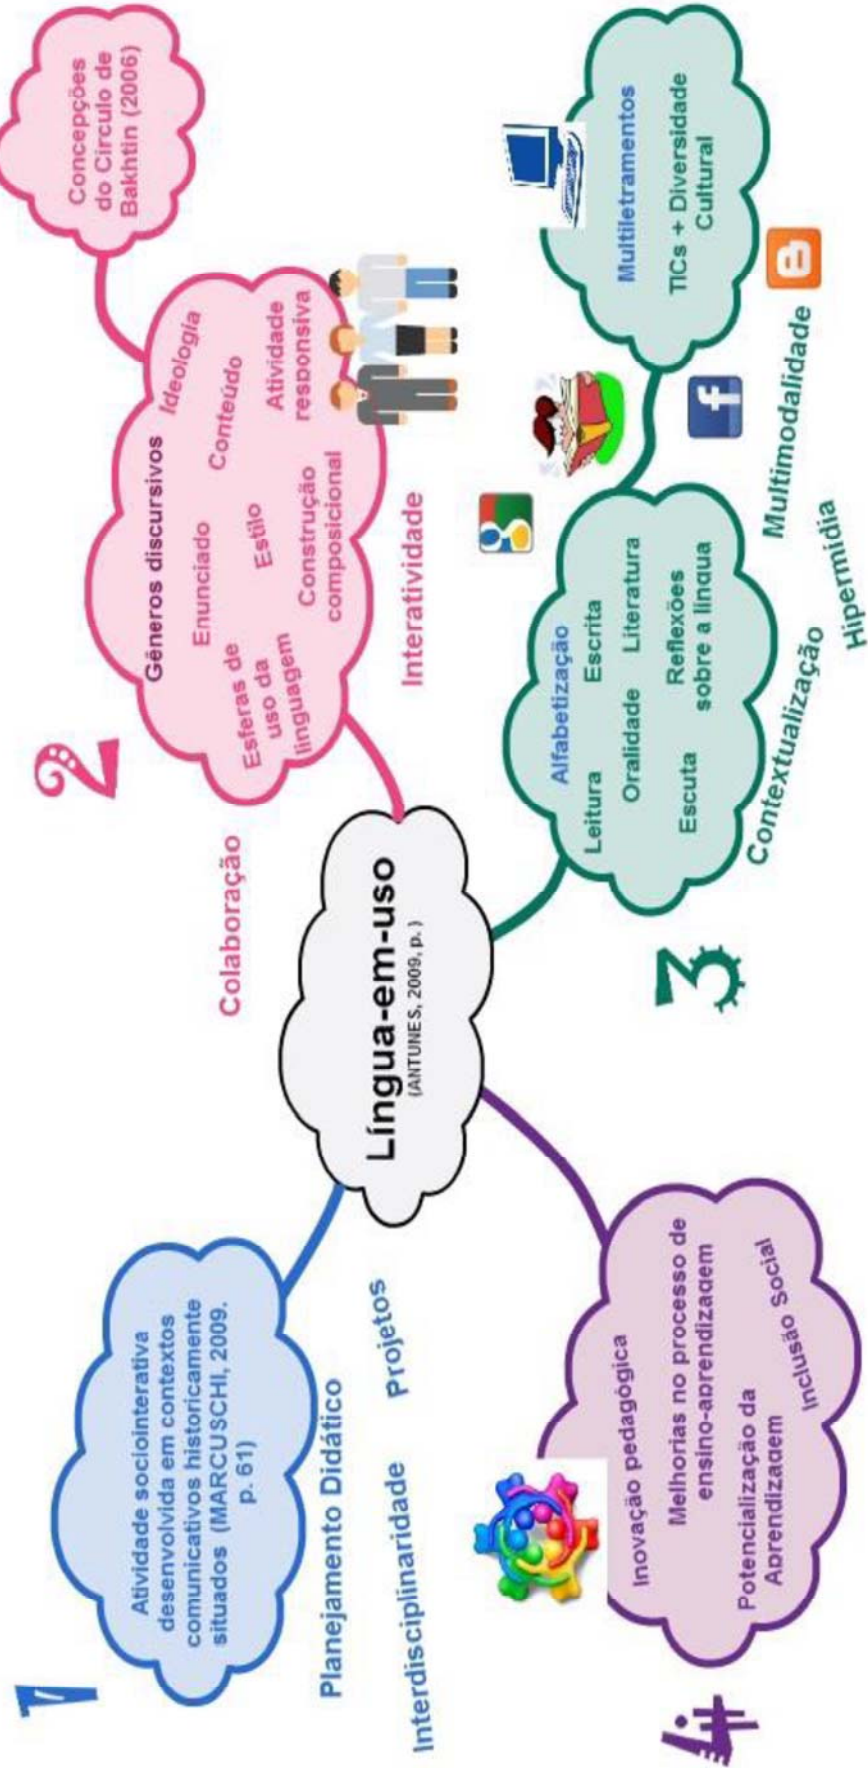 Língua-em-uso
(ANTUNES, 2009, p. )
1
Atividade sociointerativa
desenvolvida em contextos
comunicativos historicamente
situados (MARCUSCHI, 2009.
p. 61)
Planejamento Didático
Projetos
Interdisciplinaridade
2
Colaboração
Gêneros discursivos
Ideologia
Enunciado
Conteúdo
Esferas de
uso da
linguagem
Estilo
Atividade
responsiva
Construção
composicional
Interatividade
Concepções
do Círculo de
Bakhtin (2006)
3
Alfabetização
Leitura Escrita
Oralidade Literatura
Escuta
Reflexões
sobre a língua
Contextualização
Multimodalidade
Hipermídia
g
f
B
Multiletramentos
TICs + Diversidade
Cultural
4
Inovação pedagógica
Melhorias no processo de
ensino-aprendizagem
Potencialização da
Aprendizagem
Inclusão Social